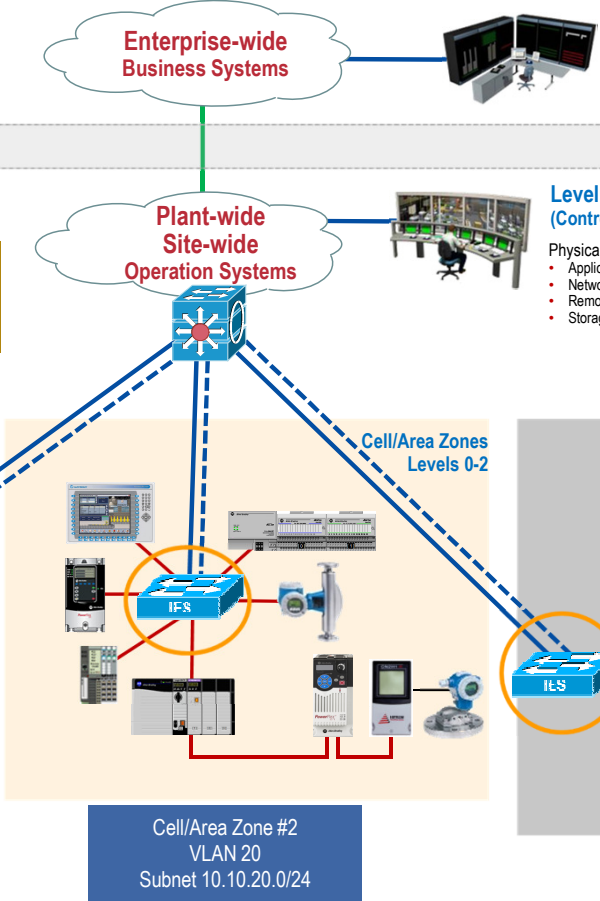 Enterprise-wide
Business Systems
Plant-wide
Site-wide
Operation Systems
Level
(Contr
Physica
• Applic
• Netwo
• Remo
• Storag
Cell/Area Zones
Levels 0-2
IES
IES
Cell/Area Zone #2
VLAN 20
Subnet 10.10.20.0/24